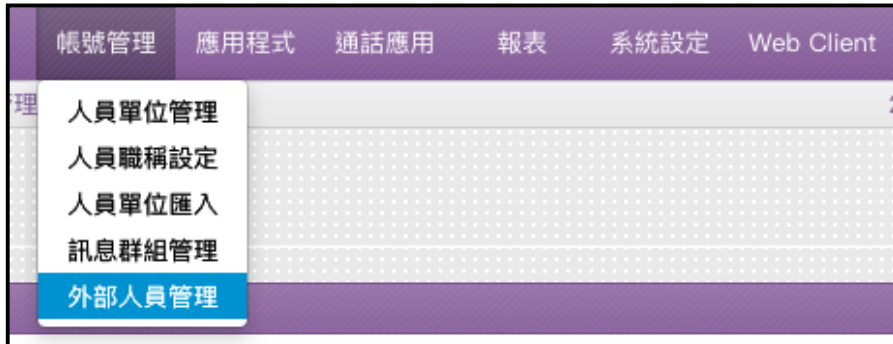 帳號管理 應用程式 通話應用 報表 系統設定 Web Client
理
人員單位管理
人員職稱設定
人員單位匯入
訊息群組管理
外部人員管理